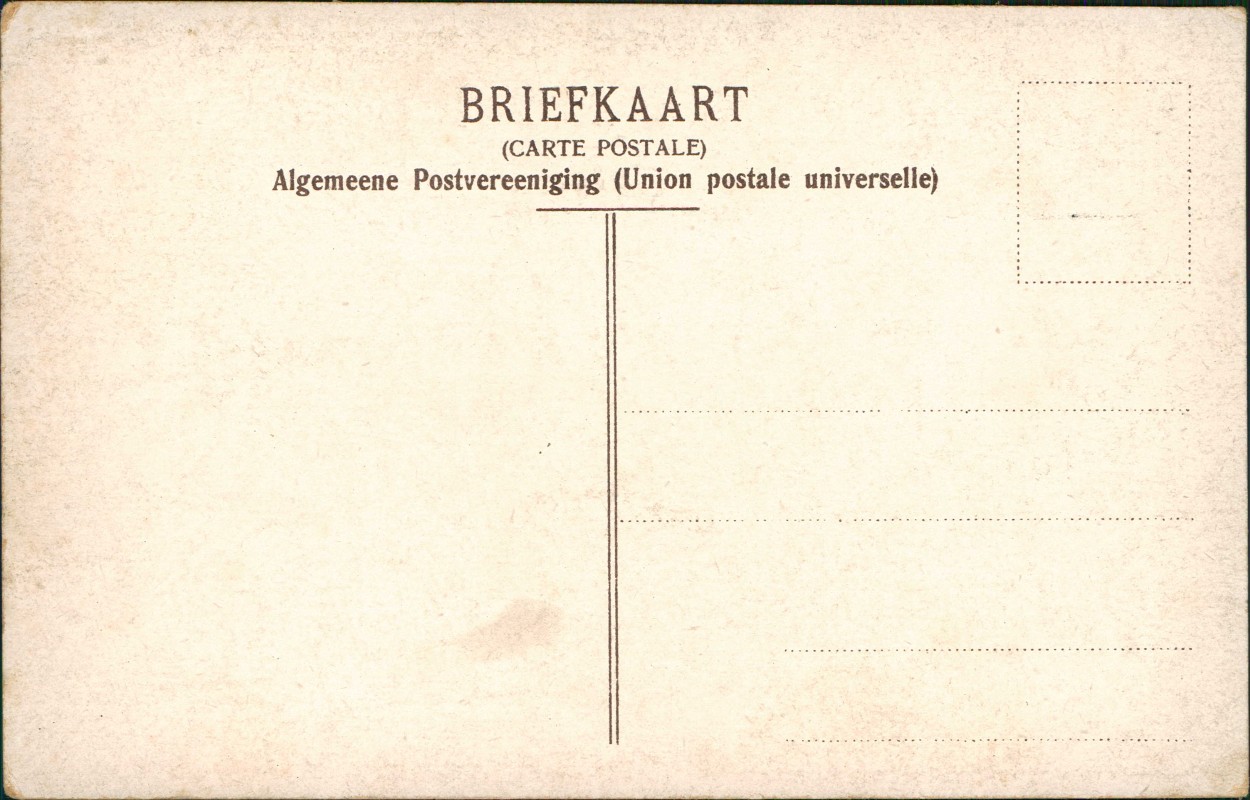 BRIEFKAART
(CARTE POSTALE)
Algemeene Postvereeniging (Union postale universelle)